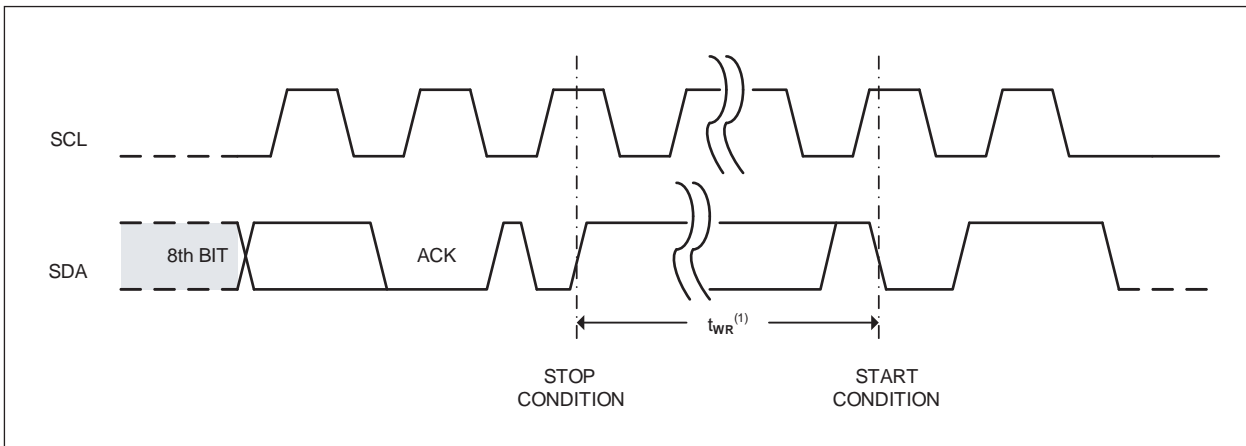 SCL
SDA
8th BIT
ACK
tWR(1)
STOP
CONDITION
START
CONDITION